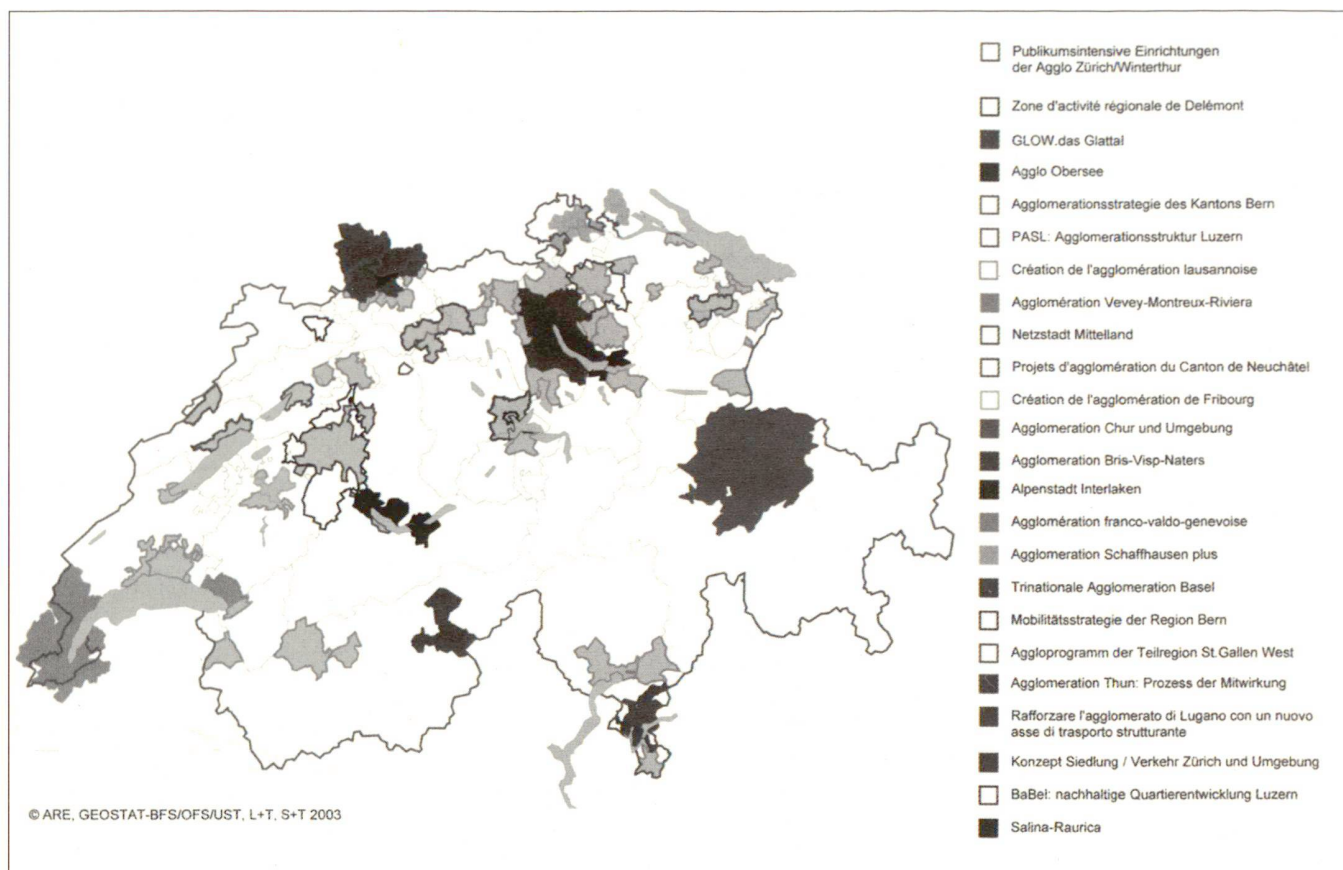 Publikumsintensive Einrichtungen
der Agglo Zürich/Winterthur
Zone d'activité régionale de Delémont
GLOW.das Glattal
Agglo Obersee
Agglomerationsstrategie des Kantons Bern
PASL: Agglomerationsstruktur Luzern
Création de l'agglomération lausannoise
Agglomération Vevey-Montreux-Riviera
Netzstadt Mittelland
Projets d'agglomération du Canton de Neuchâtel
Création de l'agglomération de Fribourg
Agglomeration Chur und Umgebung
Agglomeration Bris-Visp-Naters
Alpenstadt Interlaken
Agglomération franco-valdo-genevoise
Agglomeration Schaffhausen plus
Trinationale Agglomeration Basel
Mobilitätsstrategie der Region Bern
Aggloprogramm der Teilregion St.Gallen West
Agglomeration Thun: Prozess der Mitwirkung
Rafforzare l'agglomerato di Lugano con un nuovo
asse di trasporto strutturante
Konzept Siedlung / Verkehr Zürich und Umgebung
BaBel: nachhaltige Quartierentwicklung Luzern
Salina-Raurica
© ARE, GEOSTAT-BFS/OFS/UST, L+T, S+T 2003